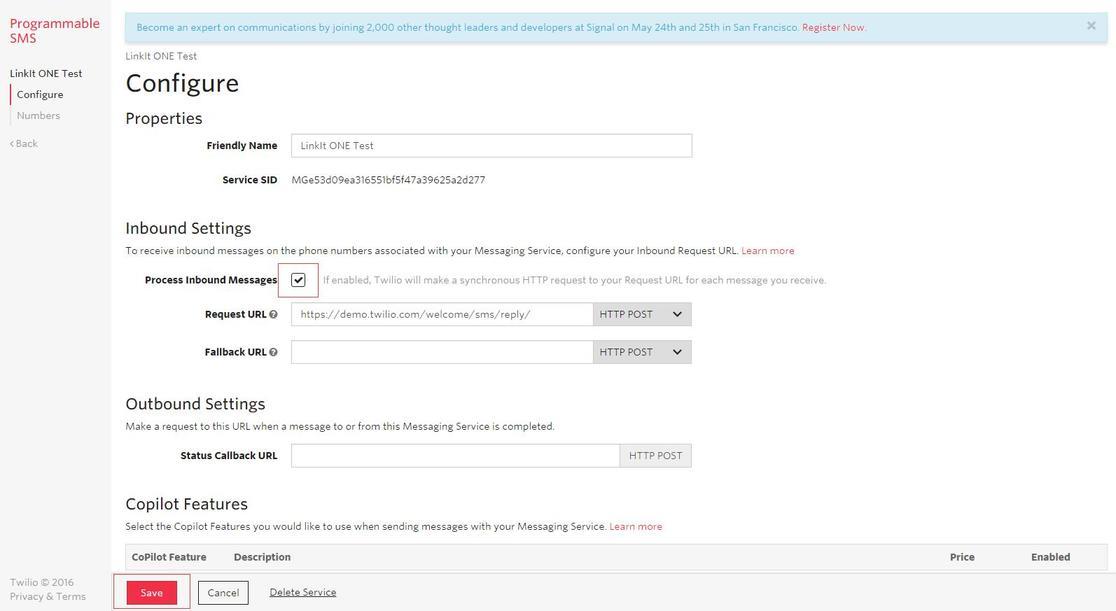 Programmable
SMS
LinkIt ONE Test
Configure
Numbers
Back
Become an expert on communications by joining 2,000 other thought leaders and developers at Signal on May 24th and 25th in San Francisco. Register Now.
LinkIt ONE Test
Configure
Properties
Friendly Name LinkIt ONE Test
Service SID MGe53d09ea316551bf5f47a39625a2d277
Inbound Settings
To receive inbound messages on the phone numbers associated with your Messaging Service, configure your Inbound Request URL. Learn more
Process Inbound Messages If enabled, Twilio will make a synchronous HTTP request to your Request URL for each message you receive.
Request URL https://demo.twilio.com/welcome/sms/reply/ HTTP POST
Fallback URL HTTP POST
Outbound Settings
Make a request to this URL when a message to or from this Messaging Service is completed.
Status Callback URL HTTP POST
Copilot Features
Select the Copilot Features you would like to use when sending messages with your Messaging Service. Learn more
CoPilot Feature Description Price Enabled
Save Cancel Delete Service
Twilio © 2016
Privacy & Terms